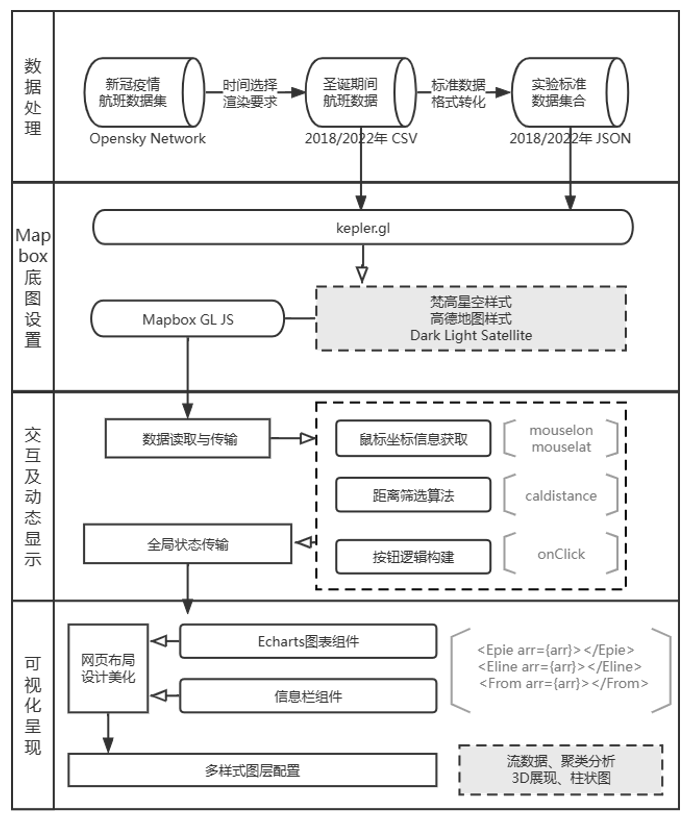 数
据
处
理
新冠疫情
航班数据集
Opensky Network
时间选择
渲染要求
圣诞期间
航班数据
2018/2022年 CSV
标准数据
格式转化
实验标准
数据集合
2018/2022年 JSON
Map
box
底
图
设
置
kepler.gl
Mapbox GL JS
梵高星空样式
高德地图样式
Dark Light Satellite
交
互
及
动
态
显
示
数据读取与传输
鼠标坐标信息获取
mouselon
mouselat
距离筛选算法
caldistance
全局状态传输
按钮逻辑构建
onClick
可
视
化
呈
现
网页布局
设计美化
Echarts图表组件
信息栏组件
<Epie arr={arr}></Epie>
<Eline arr={arr}></Eline>
<From arr={arr}></From>
多样式图层配置
流数据、聚类分析
3D展现、柱状图